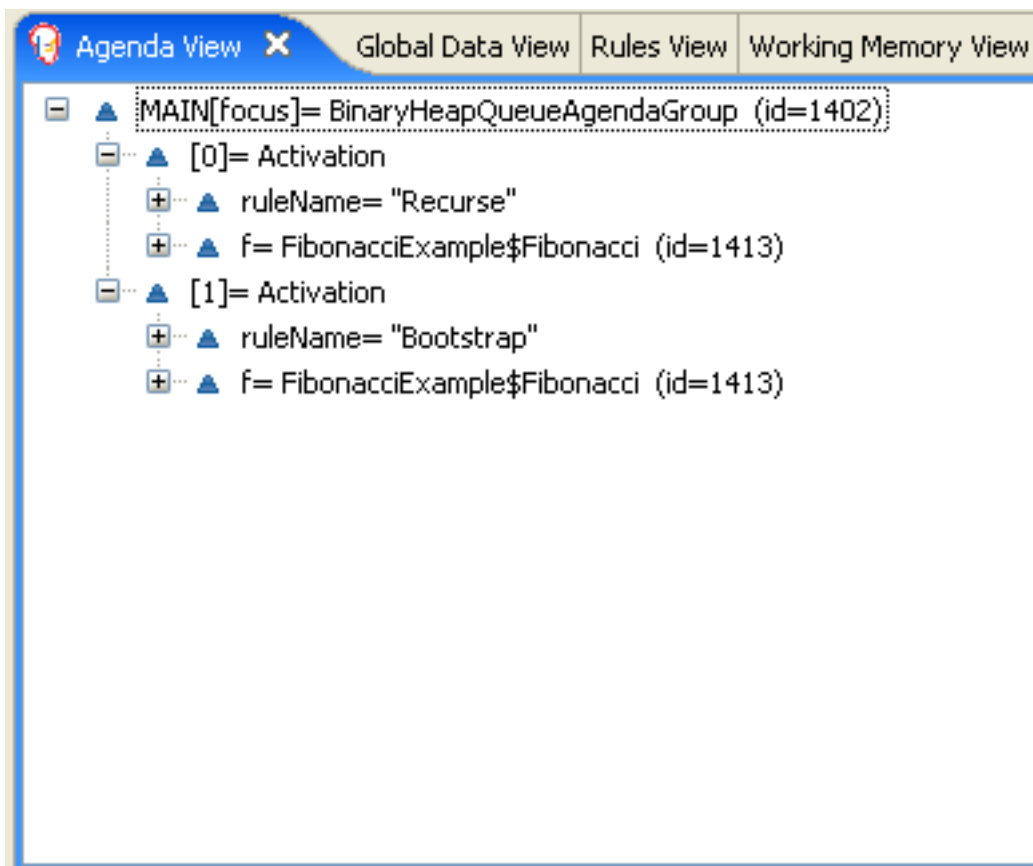 Agenda View Global Data View Rules View Working Memory View
MAIN[focus]= BinaryHeapQueueAgendaGroup (id=1402)
[0]= Activation
ruleName= "Recurse"
f= FibonacciExample$Fibonacci (id=1413)
[1]= Activation
ruleName= "Bootstrap"
f= FibonacciExample$Fibonacci (id=1413)